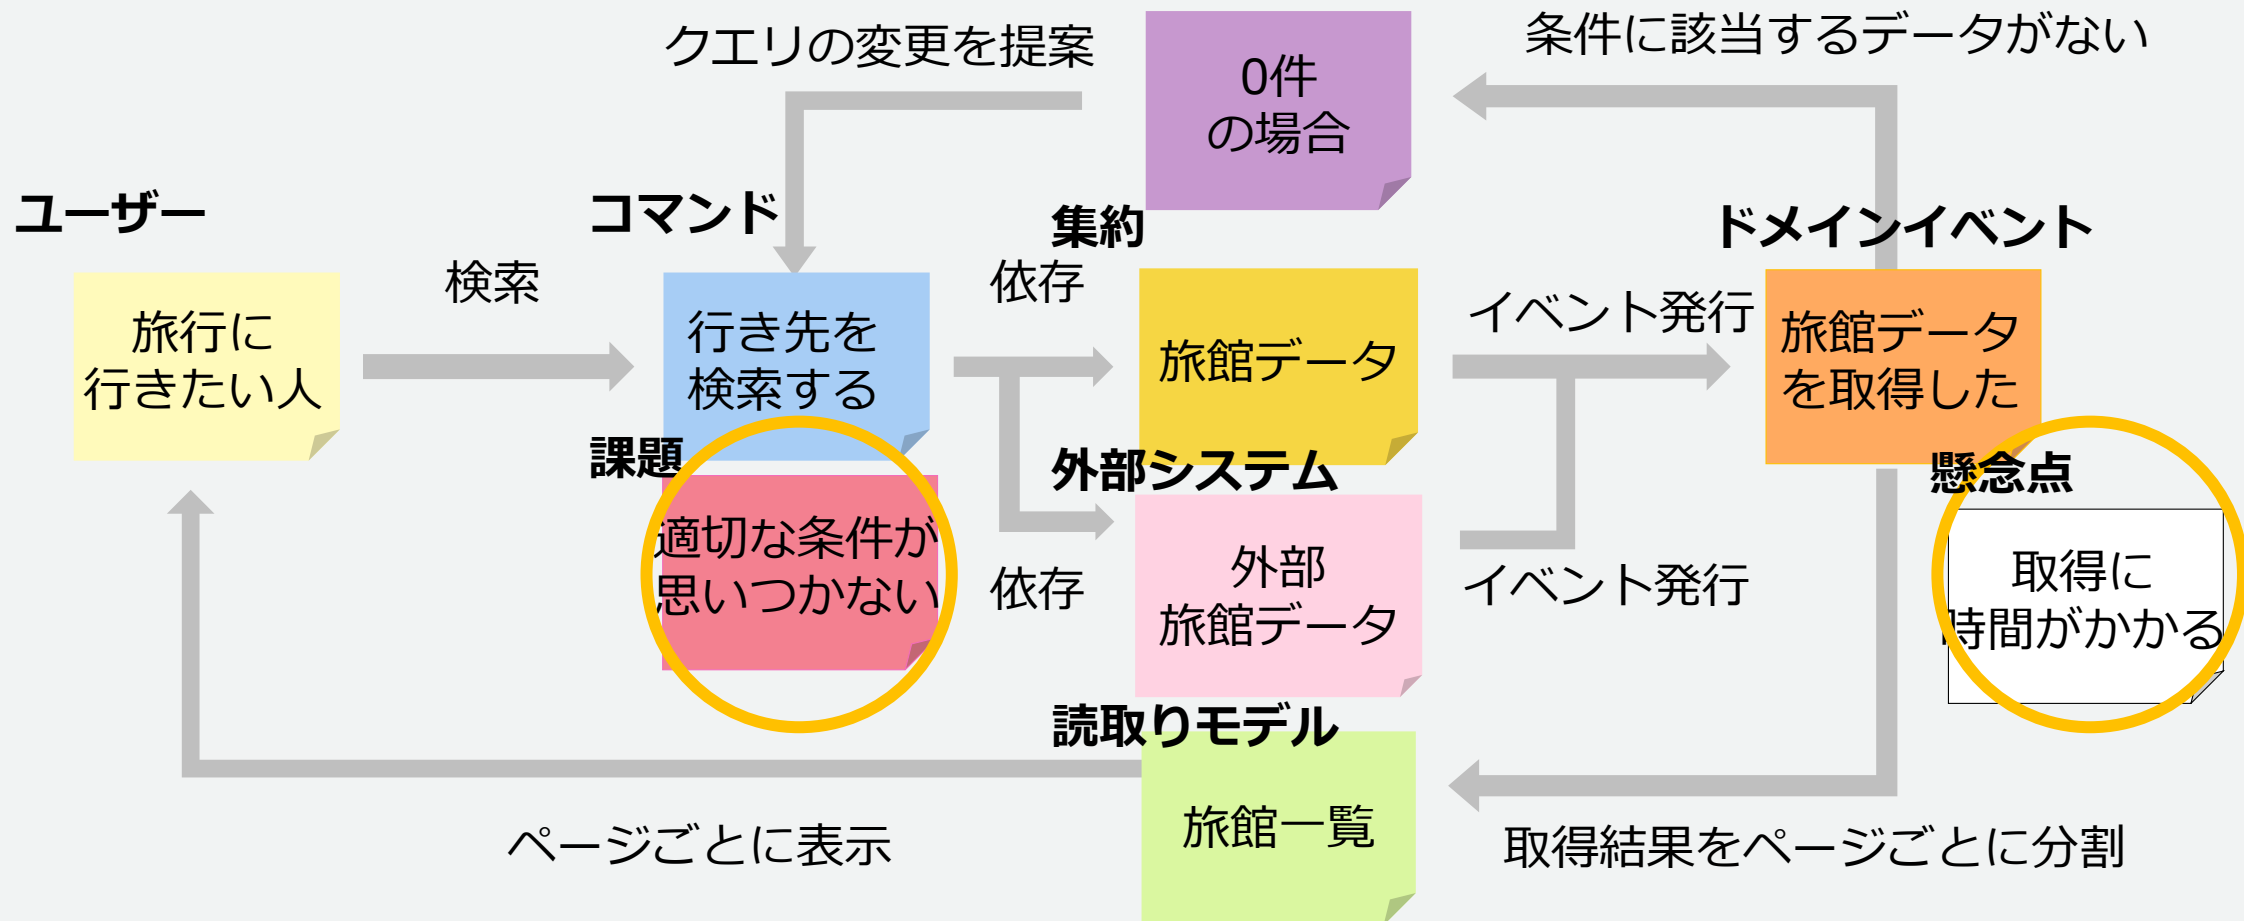 クエリの変更を提案
0件
の場合
条件に該当するデータがない
ユーザー
コマンド
集約
ドメインイベント
旅行に
行きたい人
検索
行き先を
検索する
依存
旅館データ
イベント発行
旅館データ
を取得した
課題
適切な条件が
思いつかない
外部システム
依存
外部
旅館データ
イベント発行
懸念点
取得に
時間がかかる
読取りモデル
旅館一覧
ページごとに表示
取得結果をページごとに分割